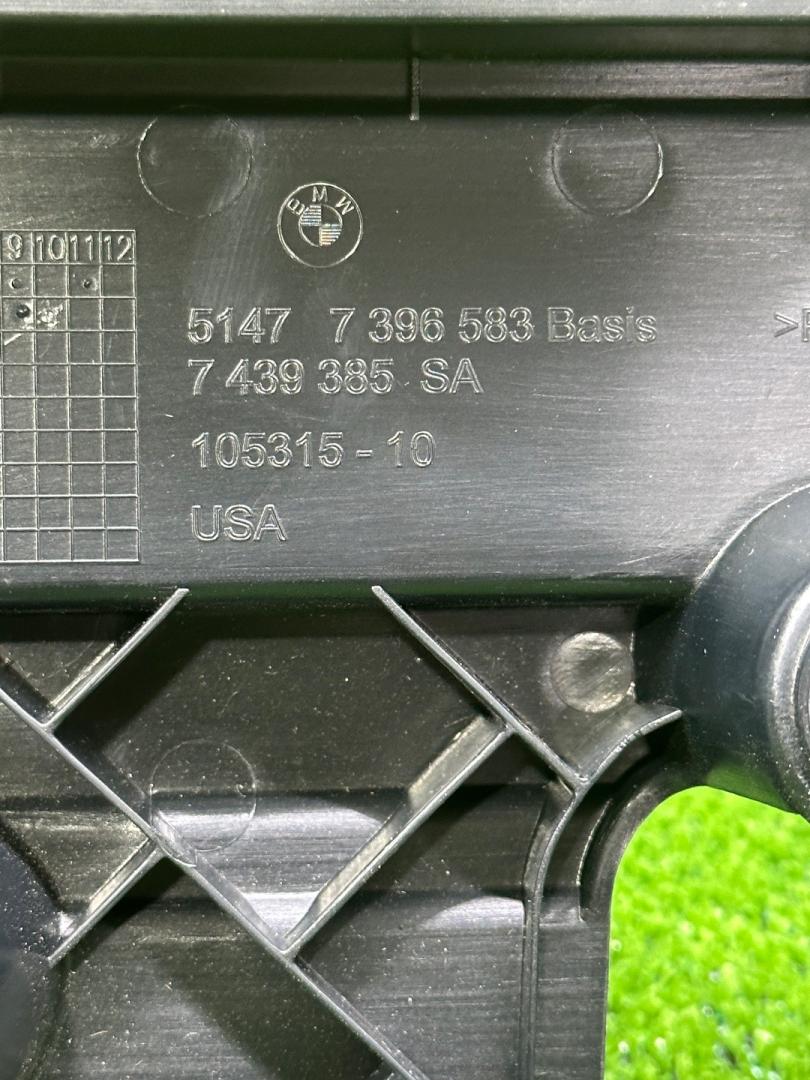 BMW
9 10 11 12
5147 7 396 583 Basis
7 439 385 SA
105315 - 10
USA